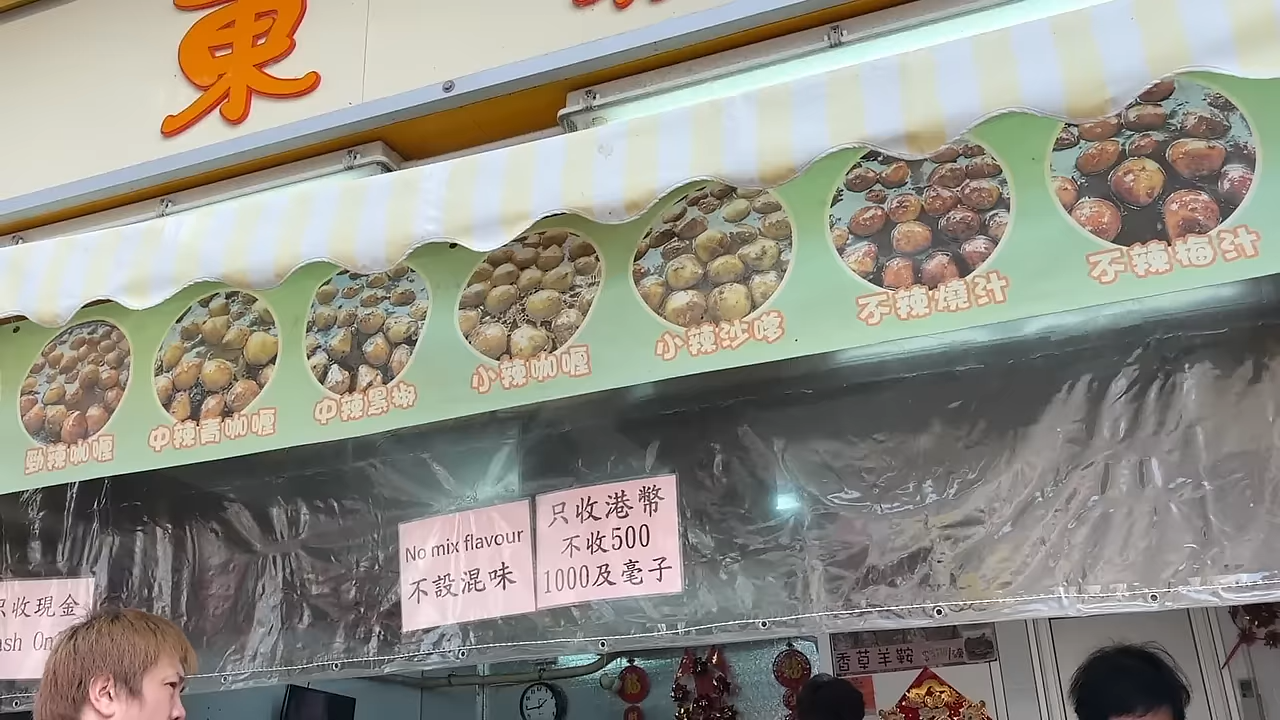 東
勁辣咖喱
中辣青咖喱
中辣黑椒
小辣咖喱
小辣沙嗲
不辣燒汁
不辣梅汁
No mix flavour
不設混味
只收港幣
不收500
1000及毫子
只收現金
香草羊鞍
福